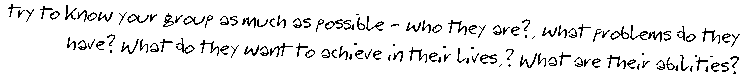 try to know your group as much as possible - who they are?, what problems do they
have? What do they want to achieve in their lives,? What are their abilities?